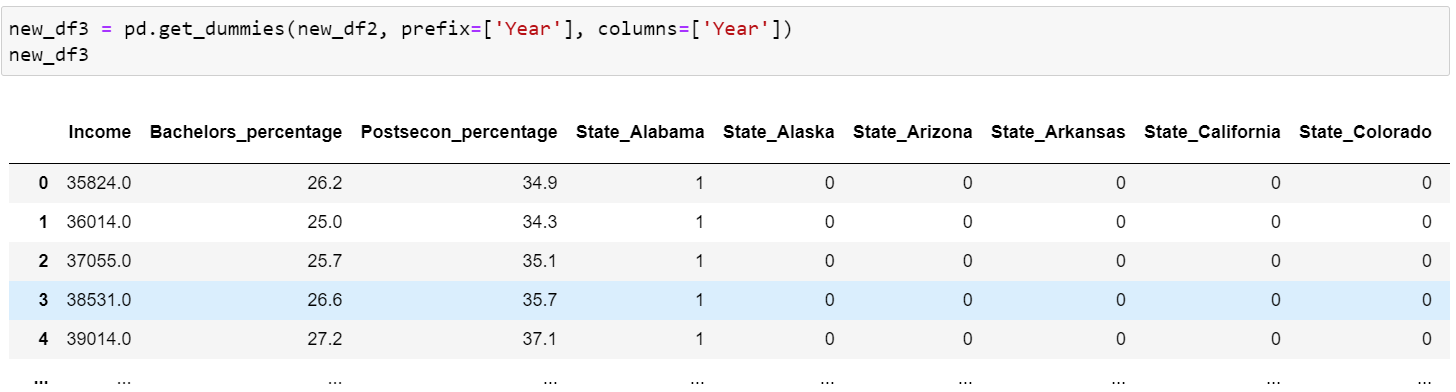 new_df3 = pd.get_dummies(new_df2, prefix=['Year'], columns=['Year'])
new_df3
Income Bachelors_percentage Postsecon_percentage State_Alabama State_Alaska State_Arizona State_Arkansas State_California State_Colorado
0 35824.0 26.2 34.9 1 0 0 0 0 0
1 36014.0 25.0 34.3 1 0 0 0 0 0
2 37055.0 25.7 35.1 1 0 0 0 0 0
3 38531.0 26.6 35.7 1 0 0 0 0 0
4 39014.0 27.2 37.1 1 0 0 0 0 0
... ... ... ... ... ... ... ... ... ...